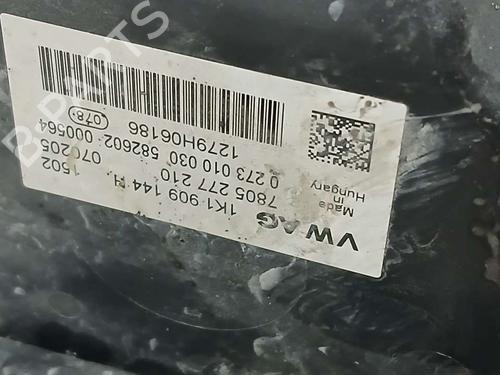 VW AG
Made
in
Hungary
1K1 909 144 H
7805 277 210
1502 070205
0 273 010 030 582602 000564
1279H06186
078
B-PARTS